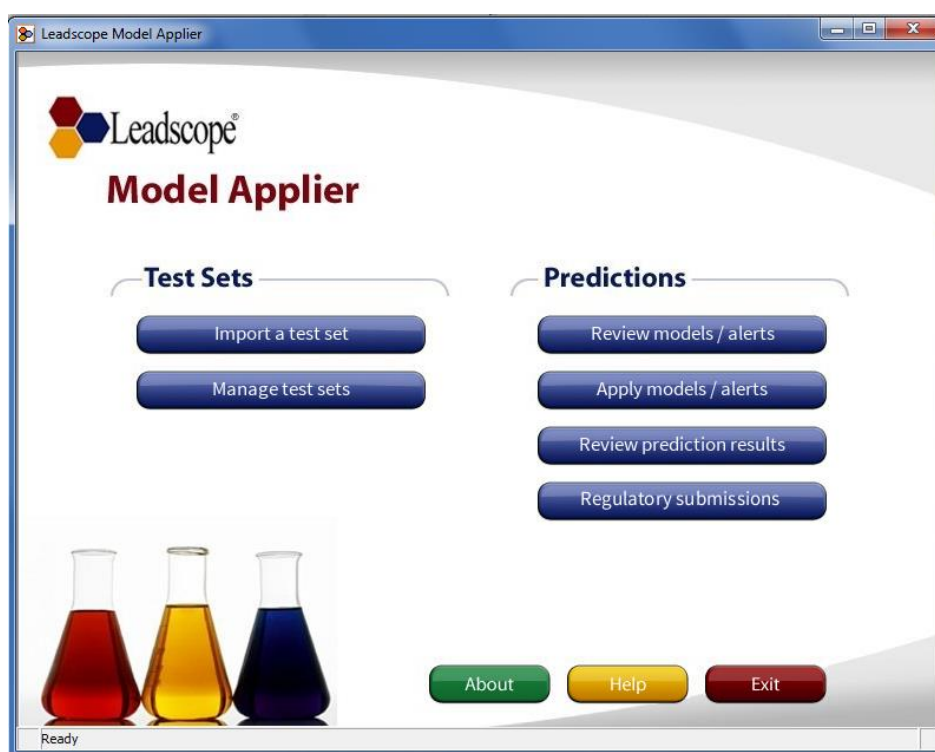 Leadscope Model Applier
Leadscope®
Model Applier
Test Sets
Import a test set
Manage test sets
Predictions
Review models / alerts
Apply models / alerts
Review prediction results
Regulatory submissions
About
Help
Exit
Ready